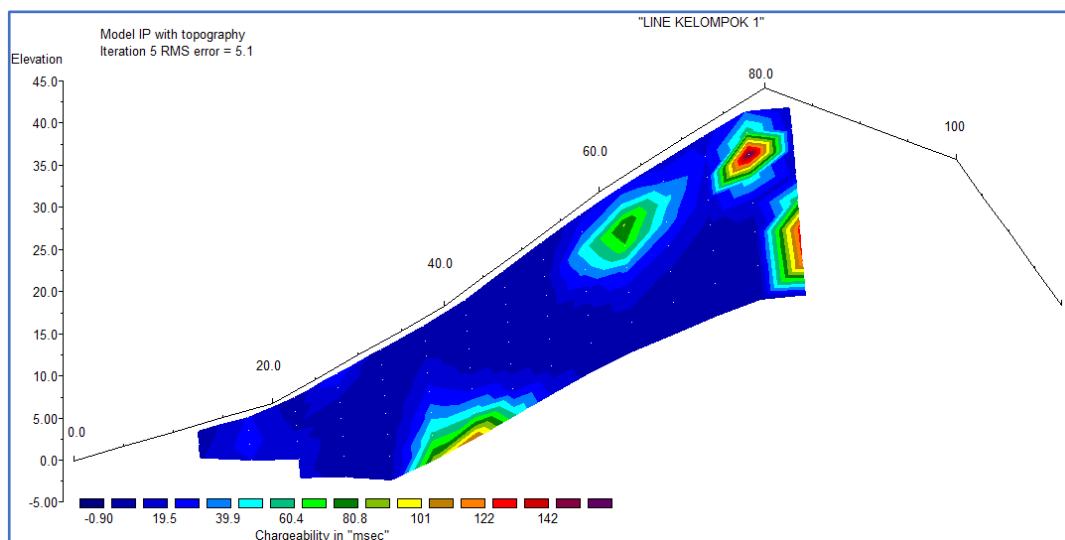 "LINE KELOMPOK 1"
Model IP with topography
Iteration 5 RMS error = 5.1
Elevation
45.0
40.0
35.0
30.0
25.0
20.0
15.0
10.0
5.00
0.0
-5.00
0.0
20.0
40.0
60.0
80.0
100
-0.90 19.5 39.9 60.4 80.8 101 122 142
Chargeability in "msec"